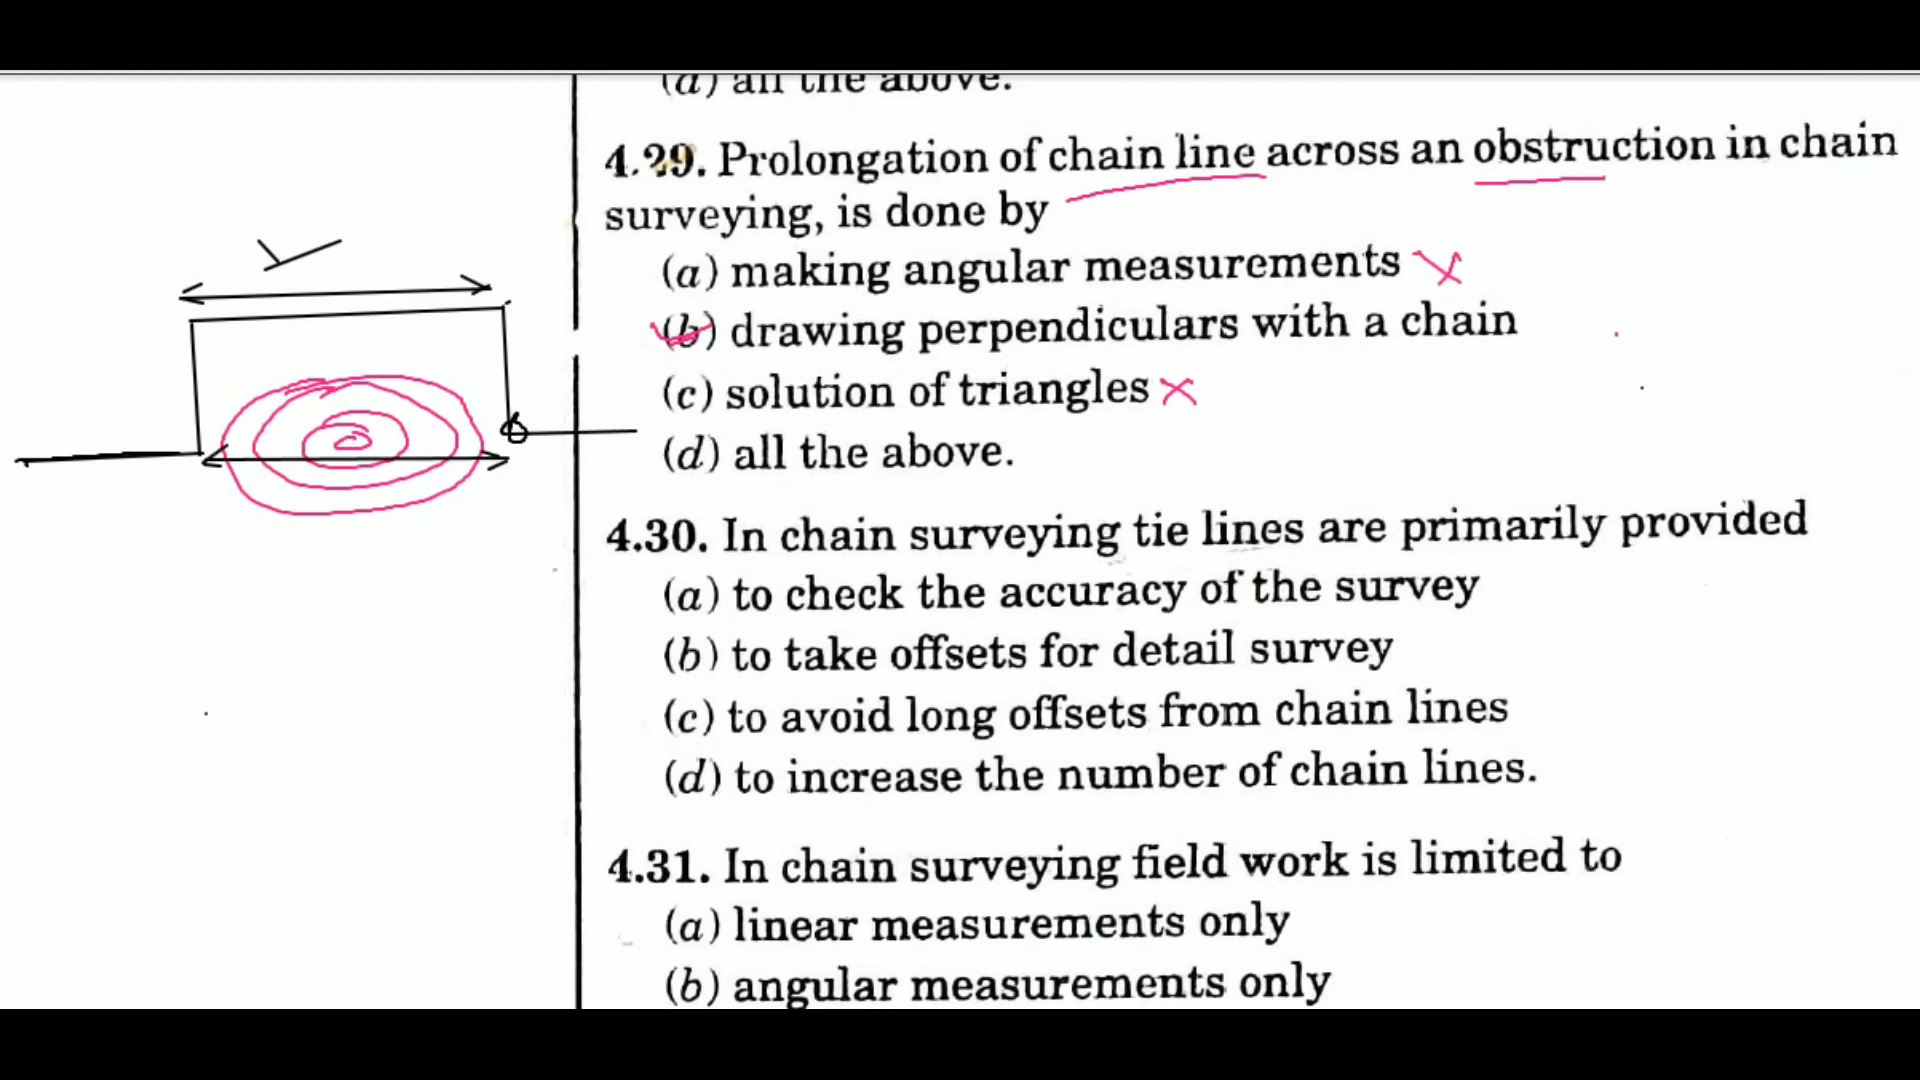 (d) all the above.
4.29. Prolongation of chain line across an obstruction in chain
surveying, is done by
(a) making angular measurements
(b) drawing perpendiculars with a chain
(c) solution of triangles
(d) all the above.
4.30. In chain surveying tie lines are primarily provided
(a) to check the accuracy of the survey
(b) to take offsets for detail survey
(c) to avoid long offsets from chain lines
(d) to increase the number of chain lines.
4.31. In chain surveying field work is limited to
(a) linear measurements only
(b) angular measurements only